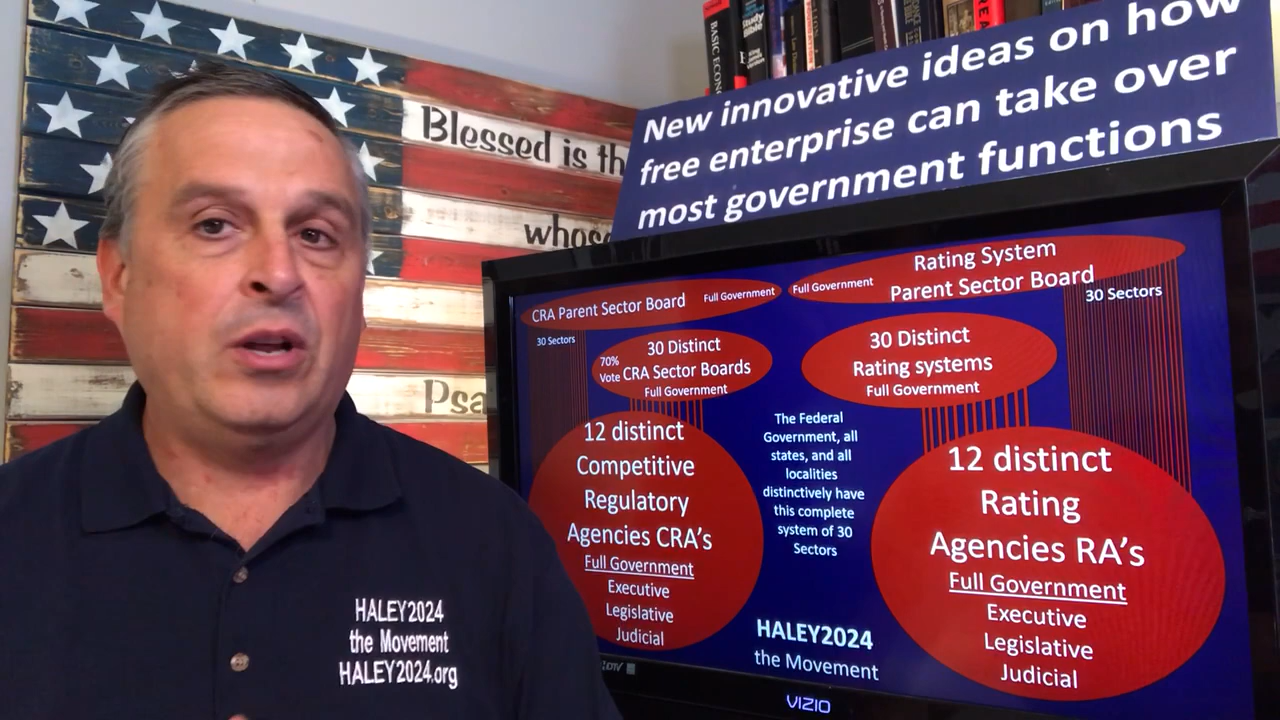 Blessed is th
whos
Psa
BASIC ECON
Study
New innovative ideas on how
free enterprise can take over
most government functions
CRA Parent Sector Board
Full Government
30 Sectors
70%
Vote
30 Distinct
CRA Sector Boards
Full Government
12 distinct
Competitive
Regulatory
Agencies CRA's
Full Government
Executive
Legislative
Judicial
Full Government
Rating System
Parent Sector Board
30 Sectors
30 Distinct
Rating systems
Full Government
The Federal
Government, all
states, and all
localities
distinctively have
this complete
system of 30
Sectors
12 distinct
Rating
Agencies RA's
Full Government
Executive
Legislative
Judicial
HALEY2024
the Movement
VIZIO
HALEY2024
the Movement
HALEY2024.org